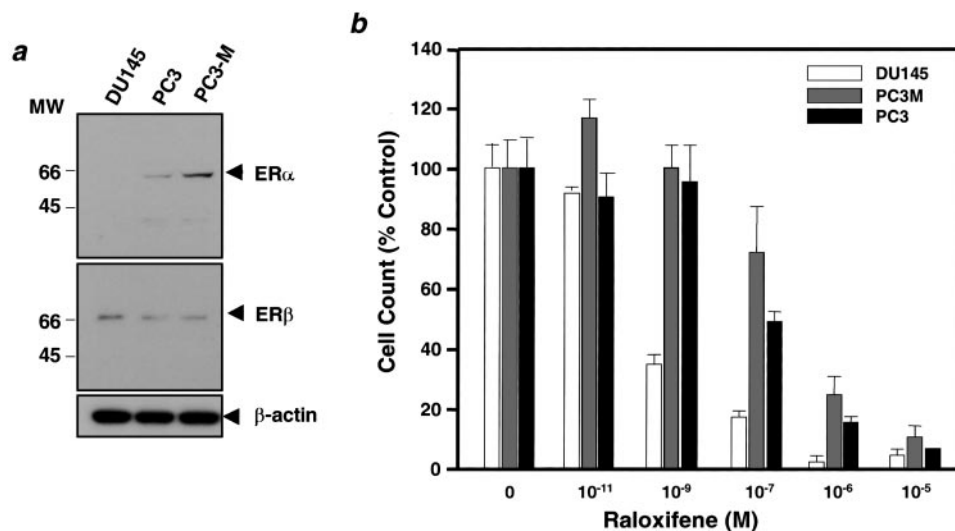 a
DU145
PC3
PC3-M
MW
66
ERα
45
66
ERβ
45
β-actin
b
140
120
100
80
60
40
20
0
Cell Count (% Control)
DU145
PC3M
PC3
0
10⁻¹¹
10⁻⁹
10⁻⁷
10⁻⁶
10⁻⁵
Raloxifene (M)